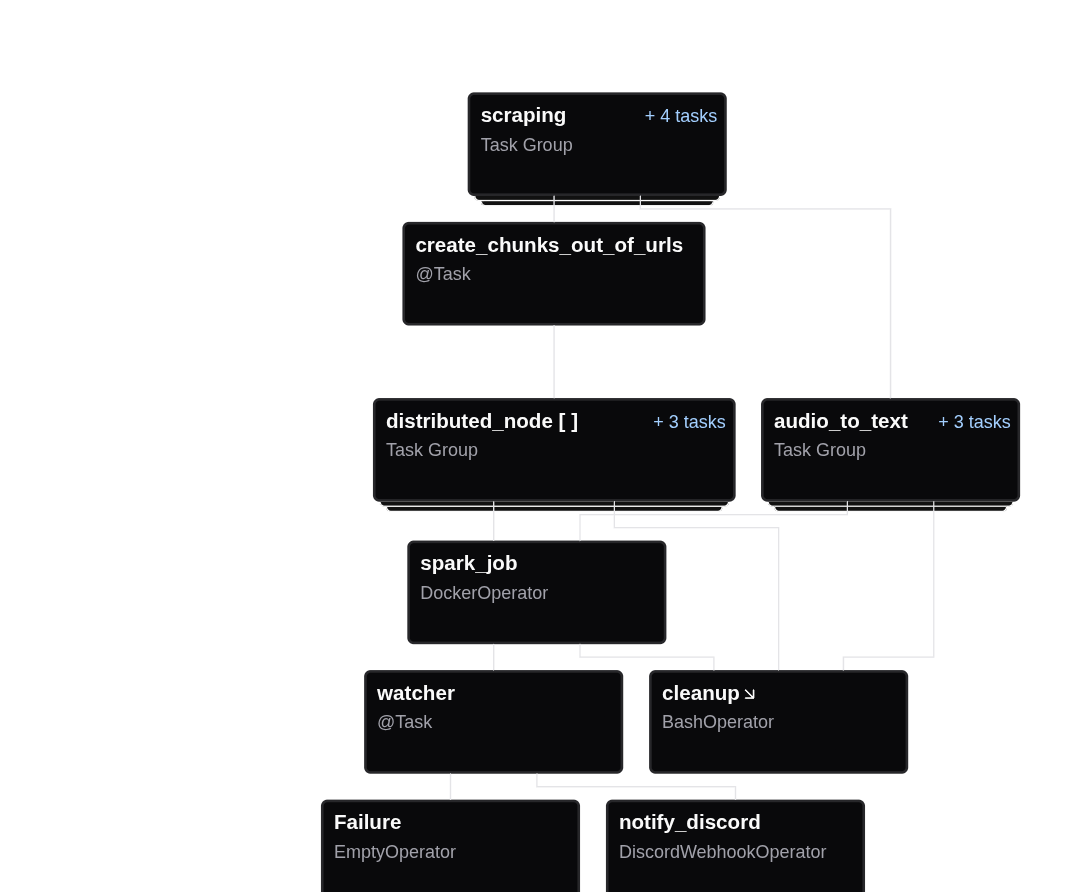 scraping + 4 tasks
Task Group
create_chunks_out_of_urls
@Task
distributed_node [ ] + 3 tasks
Task Group
audio_to_text + 3 tasks
Task Group
spark_job
DockerOperator
watcher
@Task
cleanup
BashOperator
Failure
EmptyOperator
notify_discord
DiscordWebhookOperator